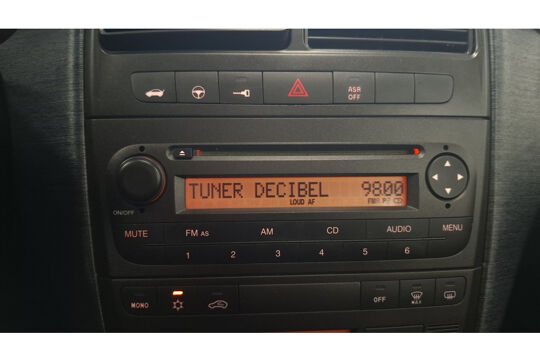 ASR
OFF
TUNER DECIBEL 9800
LOUD AF
ON/OFF
MUTE FM AS AM CD AUDIO MENU
1 2 3 4 5 6
MONO OFF MAX